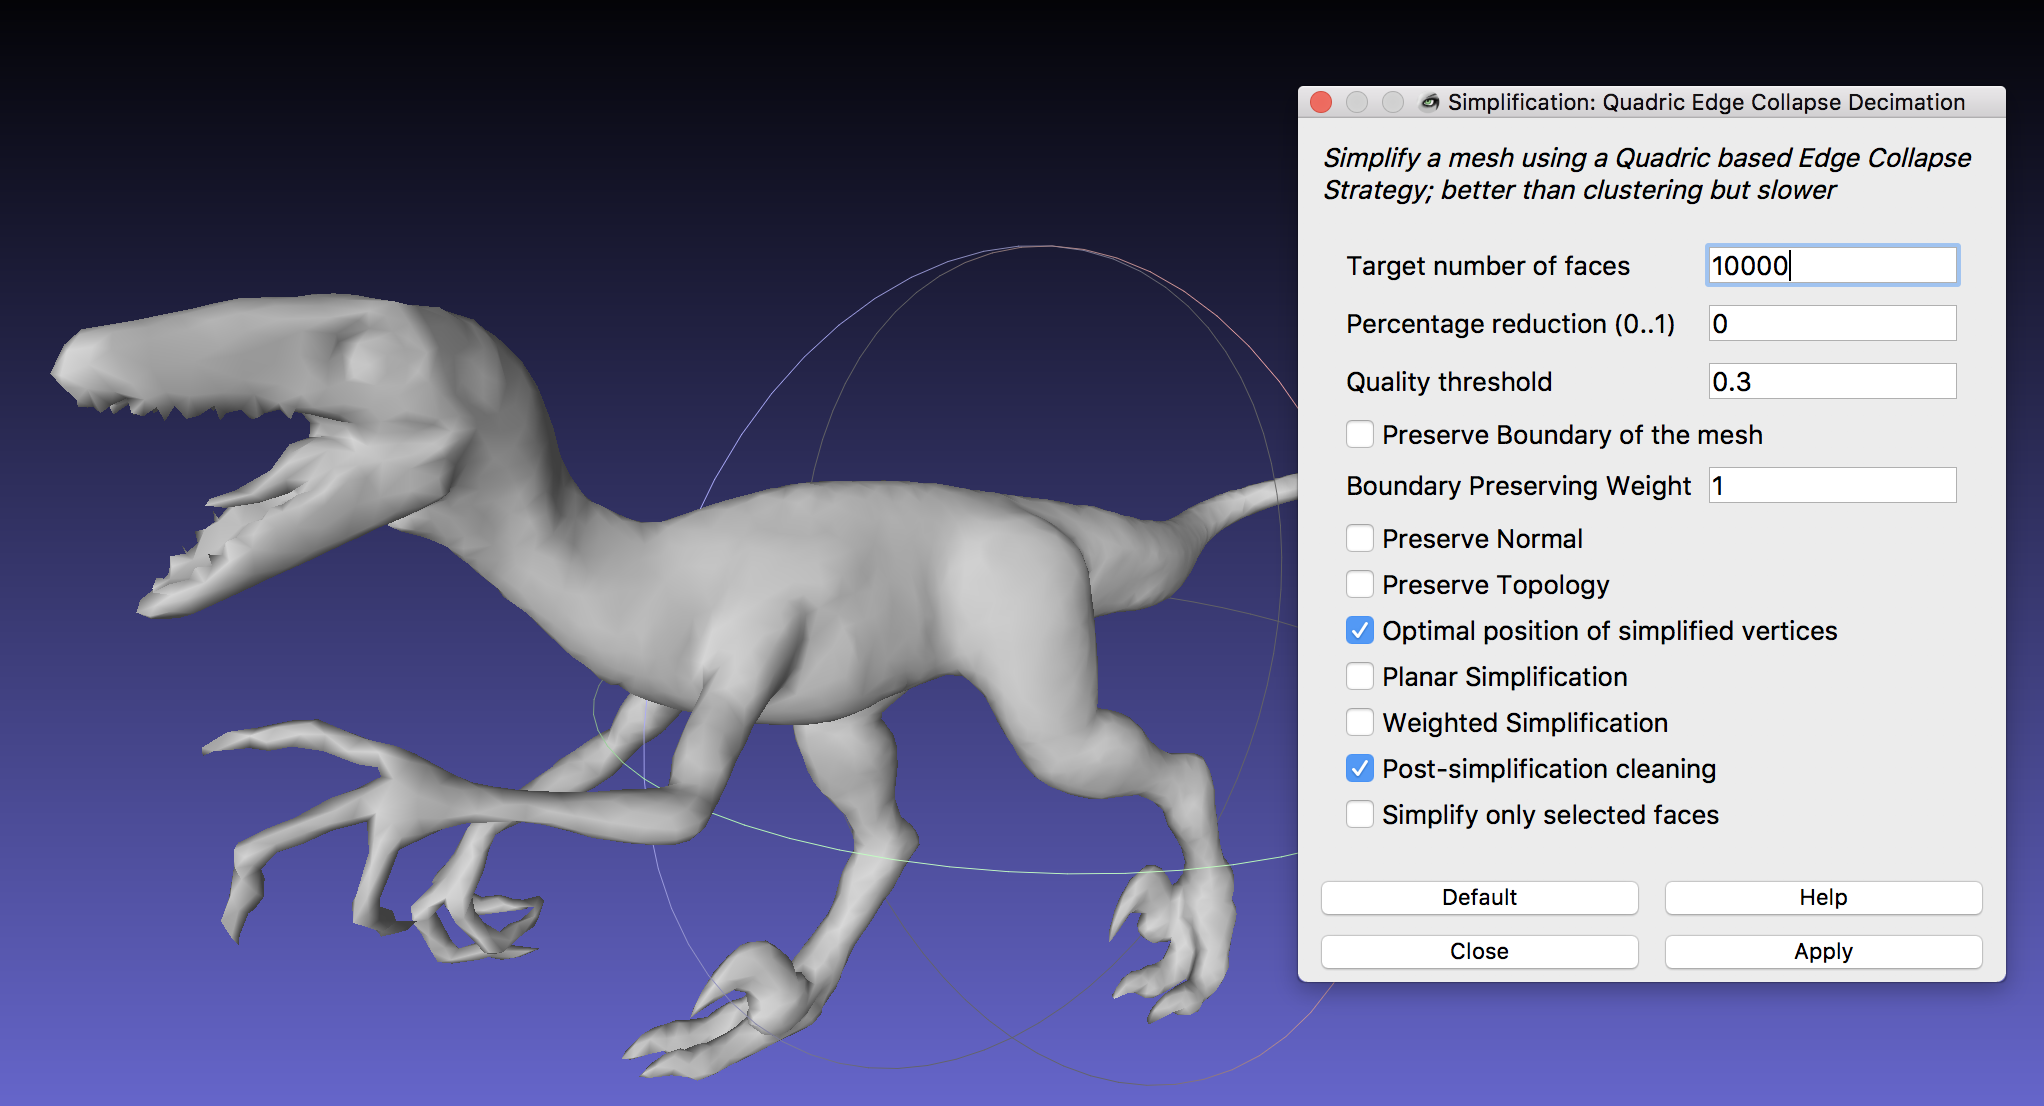 Simplification: Quadric Edge Collapse Decimation
Simplify a mesh using a Quadric based Edge Collapse
Strategy; better than clustering but slower
Target number of faces 10000
Percentage reduction (0..1) 0
Quality threshold 0.3
Preserve Boundary of the mesh
Boundary Preserving Weight 1
Preserve Normal
Preserve Topology
Optimal position of simplified vertices
Planar Simplification
Weighted Simplification
Post-simplification cleaning
Simplify only selected faces
Default Help
Close Apply